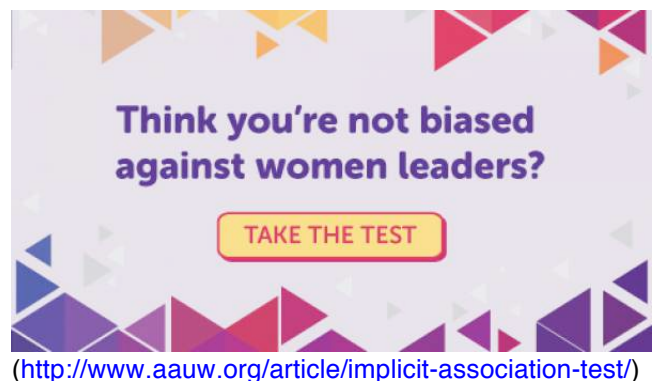 Think you're not biased
against women leaders?
TAKE THE TEST
(http://www.aauw.org/article/implicit-association-test/)